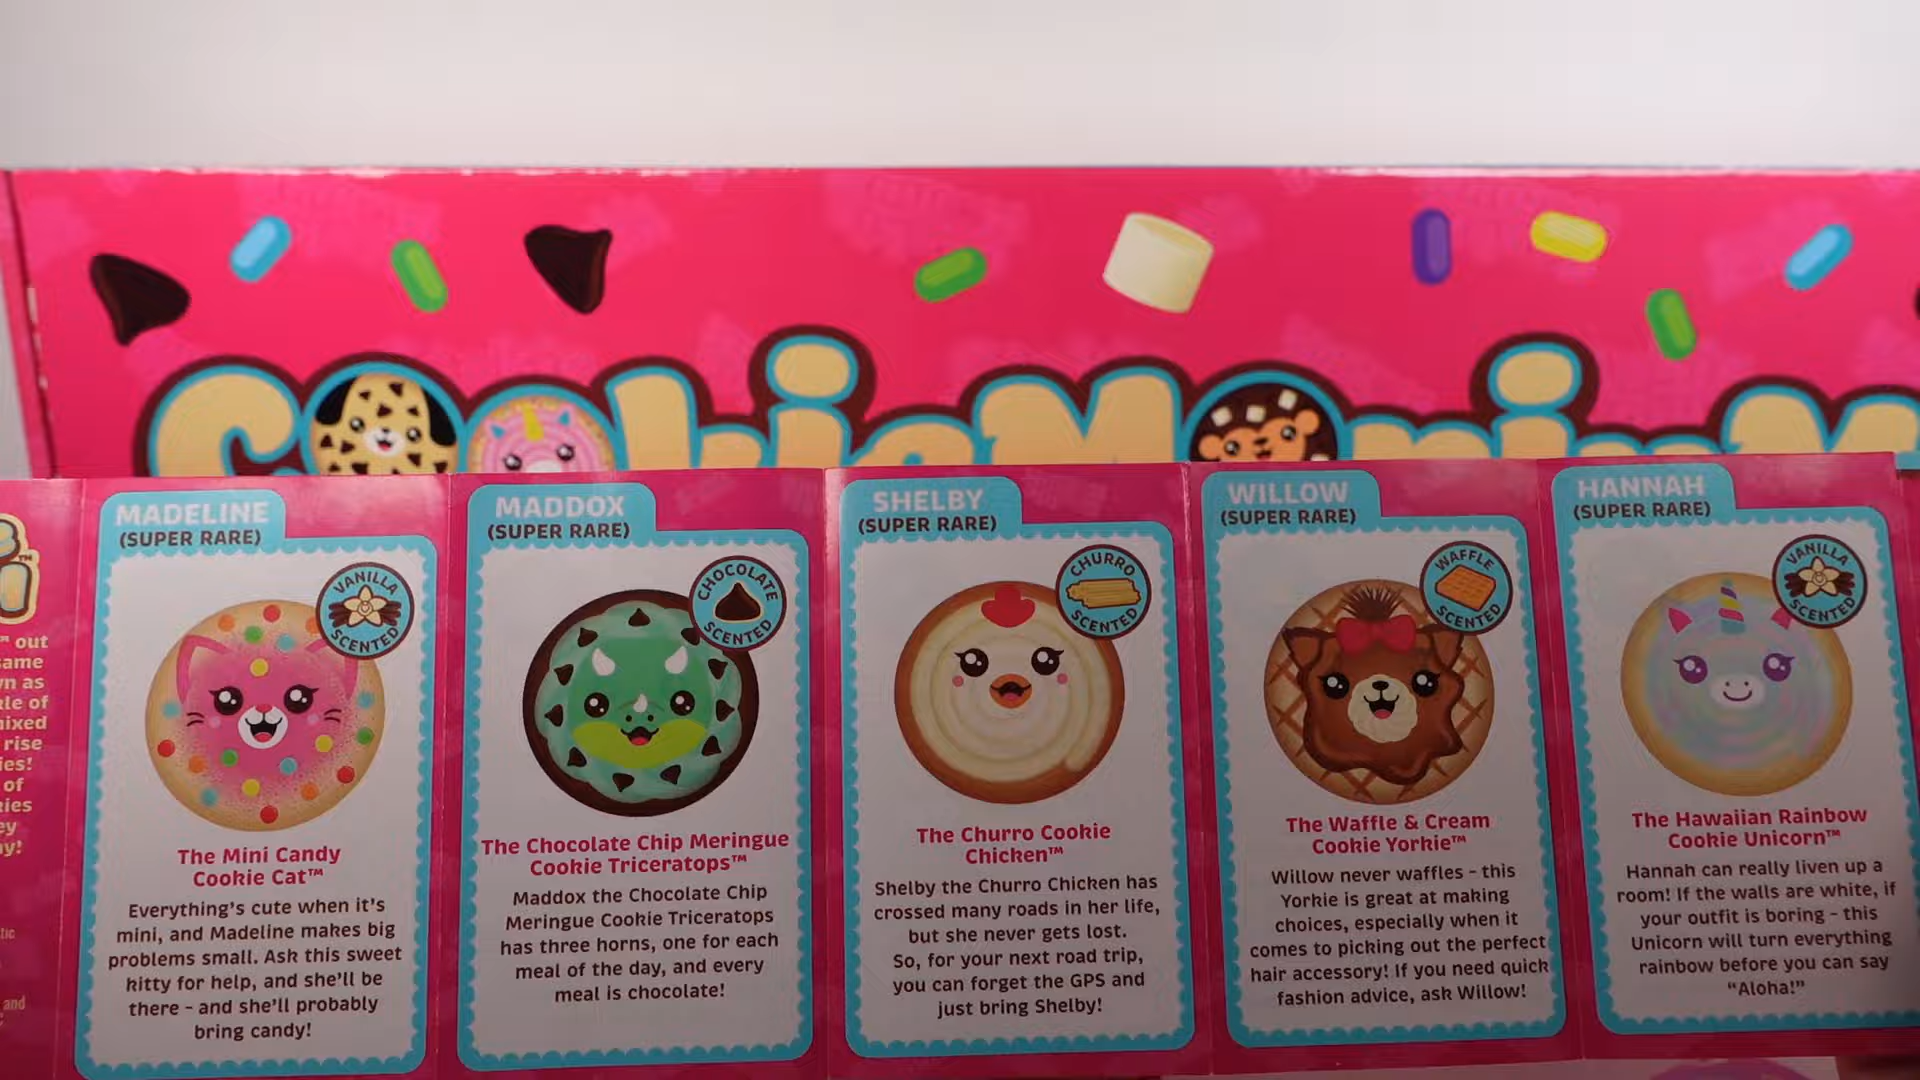 CookieM
™ out
same
mixed
rise
of
and
MADELINE
(SUPER RARE)
VANILLA
SCENTED
The Mini Candy
Cookie Cat™
Everything's cute when it's
mini, and Madeline makes big
problems small. Ask this sweet
kitty for help, and she'll be
there - and she'll probably
bring candy!
MADDOX
(SUPER RARE)
CHOCOLATE
SCENTED
The Chocolate Chip Meringue
Cookie Triceratops™
Maddox the Chocolate Chip
Meringue Cookie Triceratops
has three horns, one for each
meal of the day, and every
meal is chocolate!
SHELBY
(SUPER RARE)
CHURRO
SCENTED
The Churro Cookie
Chicken™
Shelby the Churro Chicken has
crossed many roads in her life,
but she never gets lost.
So, for your next road trip,
you can forget the GPS and
just bring Shelby!
WILLOW
(SUPER RARE)
WAFFLE
SCENTED
The Waffle & Cream
Cookie Yorkie™
Willow never waffles - this
Yorkie is great at making
choices, especially when it
comes to picking out the perfect
hair accessory! If you need quick
fashion advice, ask Willow!
HANNAH
(SUPER RARE)
VANILLA
SCENTED
The Hawaiian Rainbow
Cookie Unicorn™
Hannah can really liven up a
room! If the walls are white, if
your outfit is boring - this
Unicorn will turn everything
rainbow before you can say
"Aloha!"